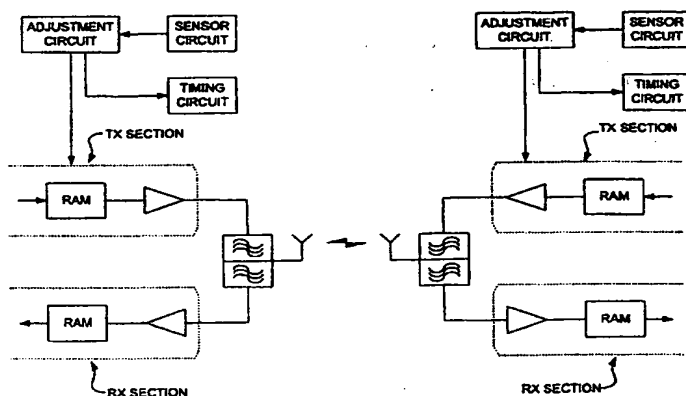 ADJUSTMENT
CIRCUIT
SENSOR
CIRCUIT
TIMING
CIRCUIT
TX SECTION
RAM
RAM
RX SECTION
ADJUSTMENT
CIRCUIT.
SENSOR
CIRCUIT
TIMING
CIRCUIT
TX SECTION
RAM
RAM
RX SECTION